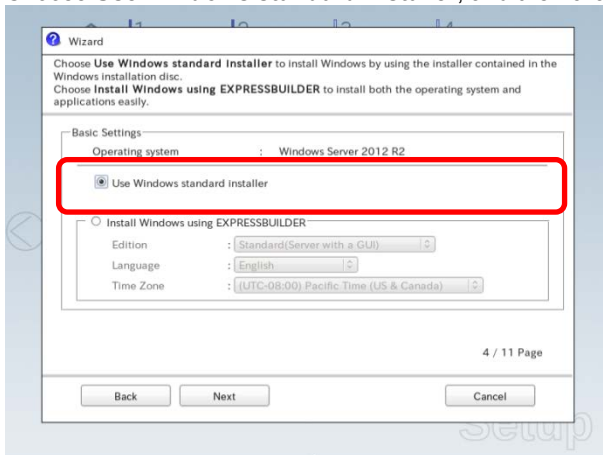 Wizard
Choose Use Windows standard installer to install Windows by using the installer contained in the
Windows installation disc.
Choose Install Windows using EXPRESSBUILDER to install both the operating system and
applications easily.
Basic Settings
Operating system : Windows Server 2012 R2
Use Windows standard installer
Install Windows using EXPRESSBUILDER
Edition : Standard(Server with a GUI)
Language : English
Time Zone : (UTC-08:00) Pacific Time (US & Canada)
4 / 11 Page
Back Next Cancel
Setup